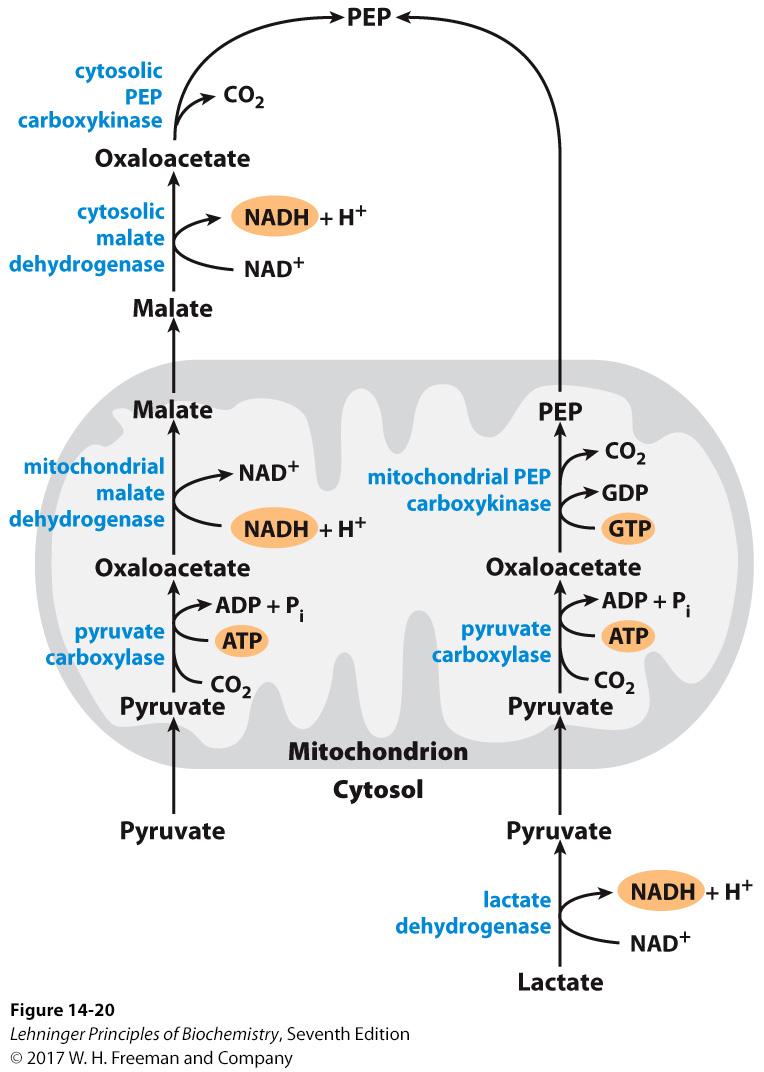 PEP
cytosolic
PEP
carboxykinase
CO₂
Oxaloacetate
cytosolic
malate
dehydrogenase
NADH + H⁺
NAD⁺
Malate
Malate
mitochondrial
malate
dehydrogenase
NAD⁺
NADH + H⁺
Oxaloacetate
pyruvate
carboxylase
ADP + Pᵢ
ATP
CO₂
Pyruvate
Pyruvate
PEP
mitochondrial PEP
carboxykinase
CO₂
GDP
GTP
Oxaloacetate
pyruvate
carboxylase
ADP + Pᵢ
ATP
CO₂
Pyruvate
Mitochondrion
Cytosol
Pyruvate
lactate
dehydrogenase
NADH + H⁺
NAD⁺
Lactate
Figure 14-20
Lehninger Principles of Biochemistry, Seventh Edition
© 2017 W. H. Freeman and Company